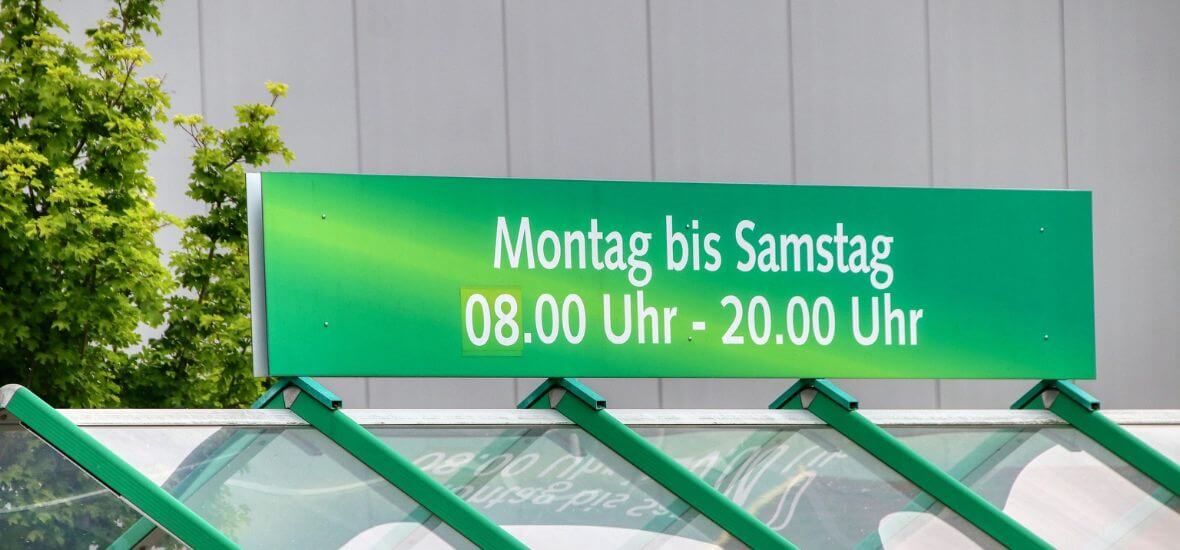 Montag bis Samstag
08.00 Uhr - 20.00 Uhr